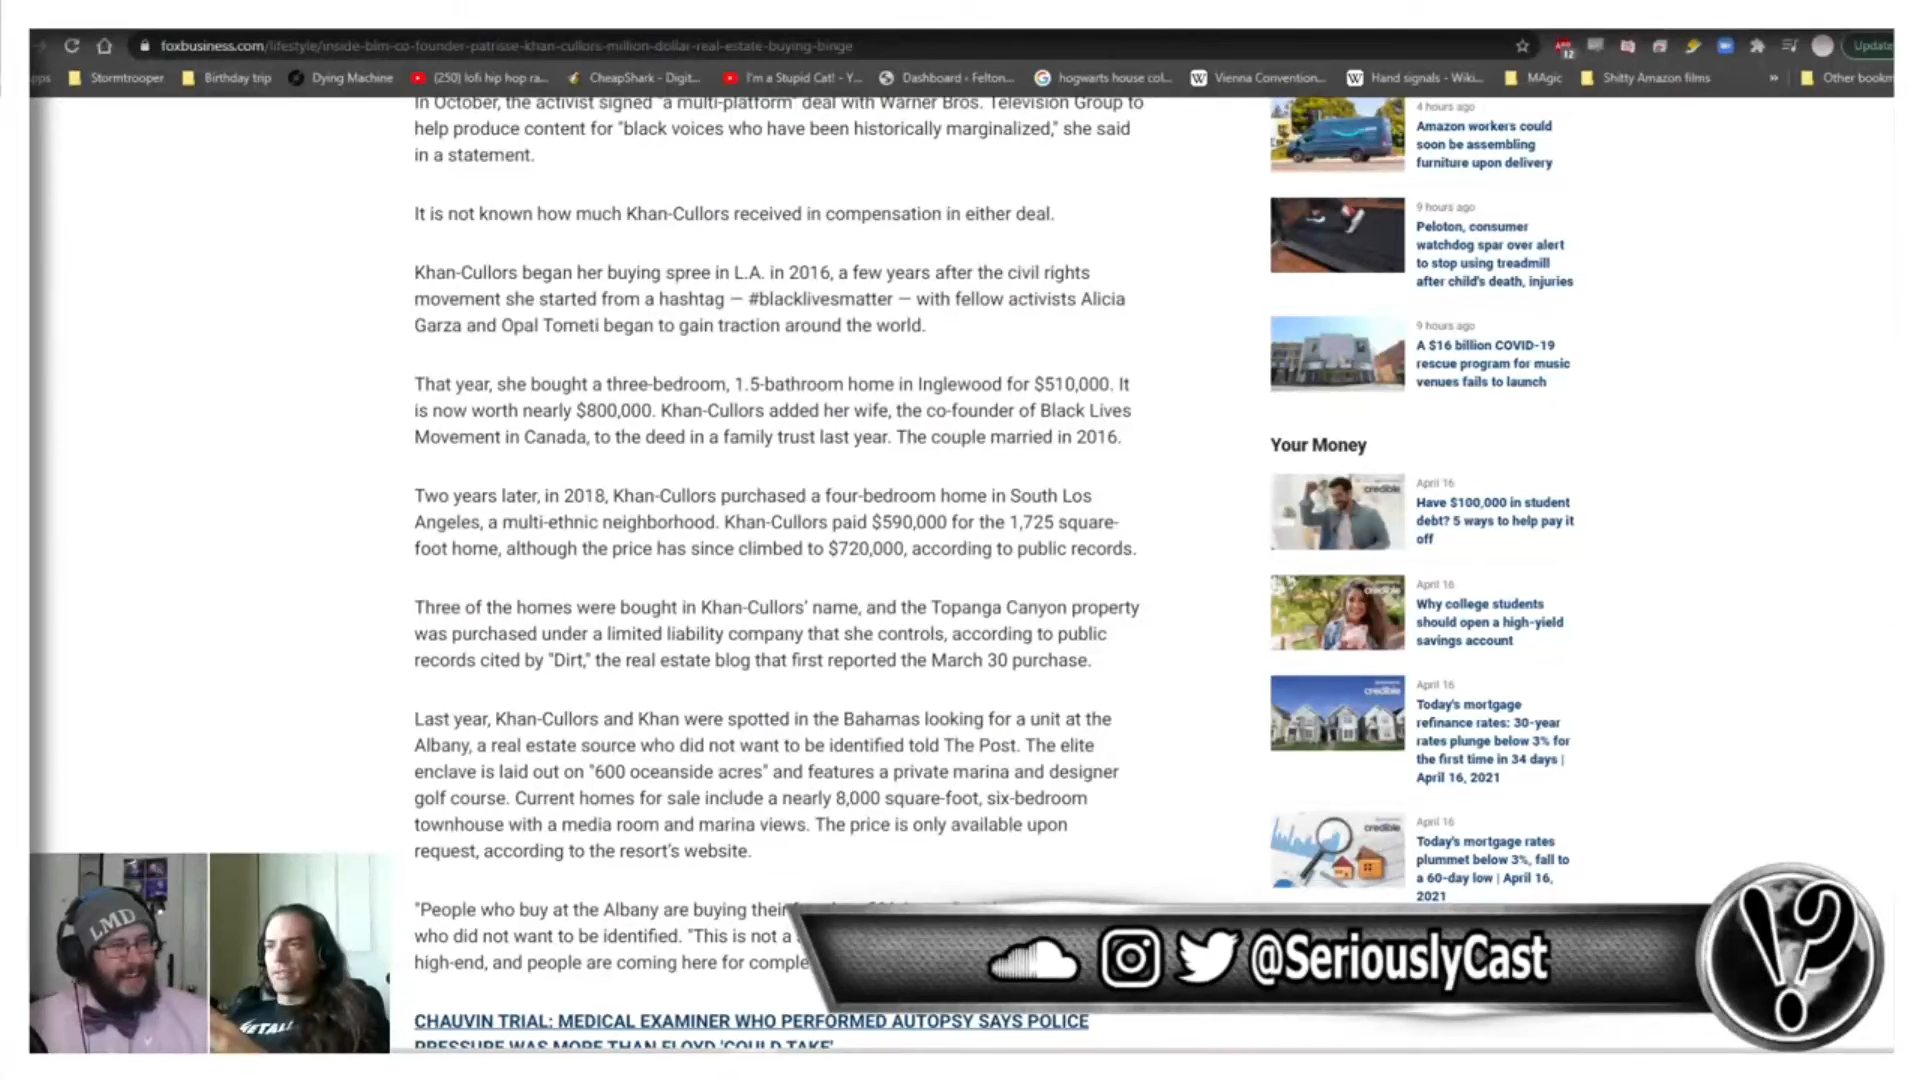 foxbusiness.com/lifestyle/inside-blm-co-founder-patrisse-khan-cullors-million-dollar-real-estate-buying-binge
12
Update
Stormtrooper
Birthday trip
Dying Machine
(250) lofi hip hop ra...
CheapShark - Digit...
I'm a Stupid Cat! - Y...
Dashboard ‹ Felton...
hogwarts house col...
Vienna Convention...
Hand signals - Wiki...
MAgic
Shitty Amazon films
»
Other bookm
In October, the activist signed "a multi-platform" deal with Warner Bros. Television Group to
help produce content for "black voices who have been historically marginalized," she said
in a statement.
It is not known how much Khan-Cullors received in compensation in either deal.
Khan-Cullors began her buying spree in L.A. in 2016, a few years after the civil rights
movement she started from a hashtag — #blacklivesmatter — with fellow activists Alicia
Garza and Opal Tometi began to gain traction around the world.
That year, she bought a three-bedroom, 1.5-bathroom home in Inglewood for $510,000. It
is now worth nearly $800,000. Khan-Cullors added her wife, the co-founder of Black Lives
Movement in Canada, to the deed in a family trust last year. The couple married in 2016.
Two years later, in 2018, Khan-Cullors purchased a four-bedroom home in South Los
Angeles, a multi-ethnic neighborhood. Khan-Cullors paid $590,000 for the 1,725 square-
foot home, although the price has since climbed to $720,000, according to public records.
Three of the homes were bought in Khan-Cullors' name, and the Topanga Canyon property
was purchased under a limited liability company that she controls, according to public
records cited by "Dirt," the real estate blog that first reported the March 30 purchase.
Last year, Khan-Cullors and Khan were spotted in the Bahamas looking for a unit at the
Albany, a real estate source who did not want to be identified told The Post. The elite
enclave is laid out on "600 oceanside acres" and features a private marina and designer
golf course. Current homes for sale include a nearly 8,000 square-foot, six-bedroom
townhouse with a media room and marina views. The price is only available upon
request, according to the resort's website.
"People who buy at the Albany are buying their
who did not want to be identified. "This is not a
high-end, and people are coming here for comple
CHAUVIN TRIAL: MEDICAL EXAMINER WHO PERFORMED AUTOPSY SAYS POLICE
PRESSURE WAS MORE THAN FLOYD 'COULD TAKE'
4 hours ago
Amazon workers could
soon be assembling
furniture upon delivery
9 hours ago
Peloton, consumer
watchdog spar over alert
to stop using treadmill
after child's death, injuries
9 hours ago
A $16 billion COVID-19
rescue program for music
venues fails to launch
Your Money
credible
April 16
Have $100,000 in student
debt? 5 ways to help pay it
off
credible
April 16
Why college students
should open a high-yield
savings account
credible
April 16
Today's mortgage
refinance rates: 30-year
rates plunge below 3% for
the first time in 34 days |
April 16, 2021
credible
April 16
Today's mortgage rates
plummet below 3%, fall to
a 60-day low | April 16,
2021
LMD
@SeriouslyCast
!?